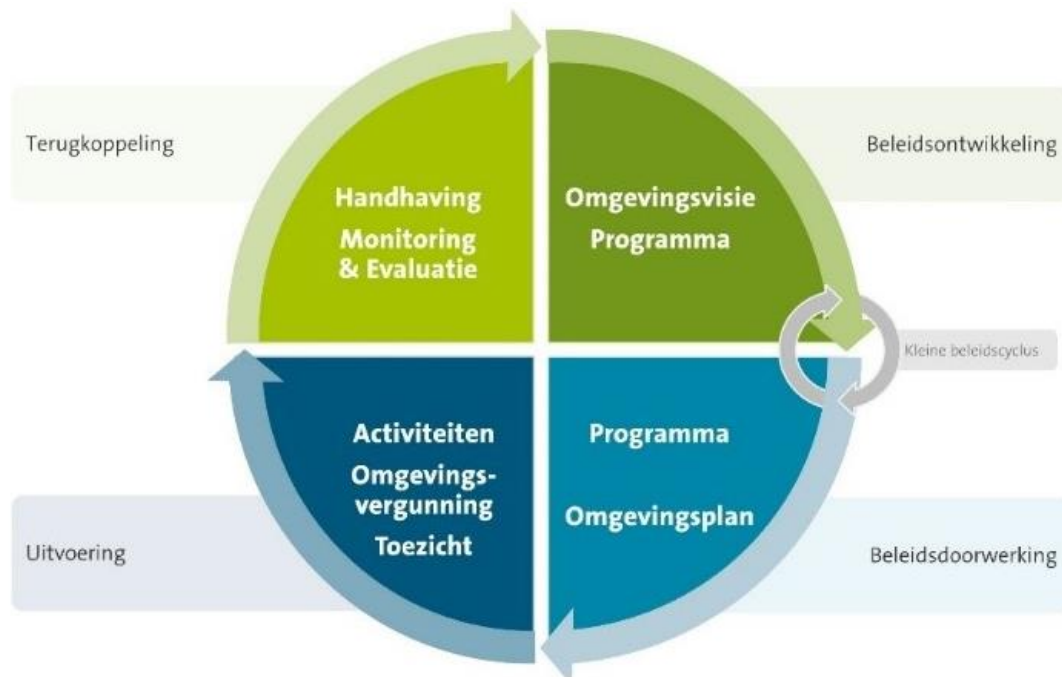 Terugkoppeling
Handhaving
Monitoring
& Evaluatie
Omgevingsvisie
Programma
Beleidsontwikkeling
Kleine beleidscyclus
Uitvoering
Activiteiten
Omgevings-
vergunning
Toezicht
Programma
Omgevingsplan
Beleidsdoorwerking